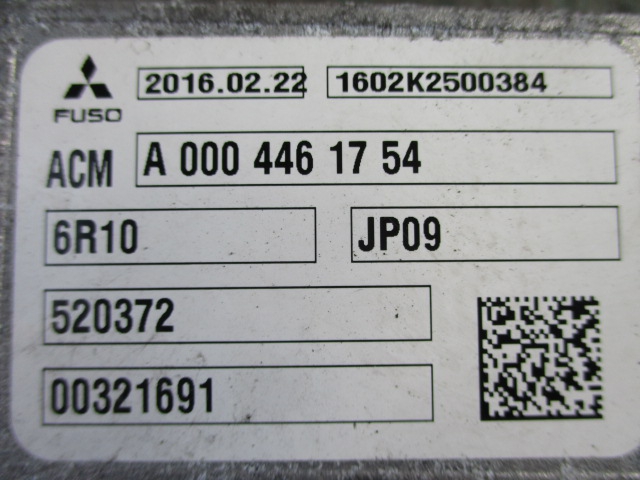 2016.02.22 1602K2500384
FUSO
ACM A 000 446 17 54
6R10 JP09
520372
00321691